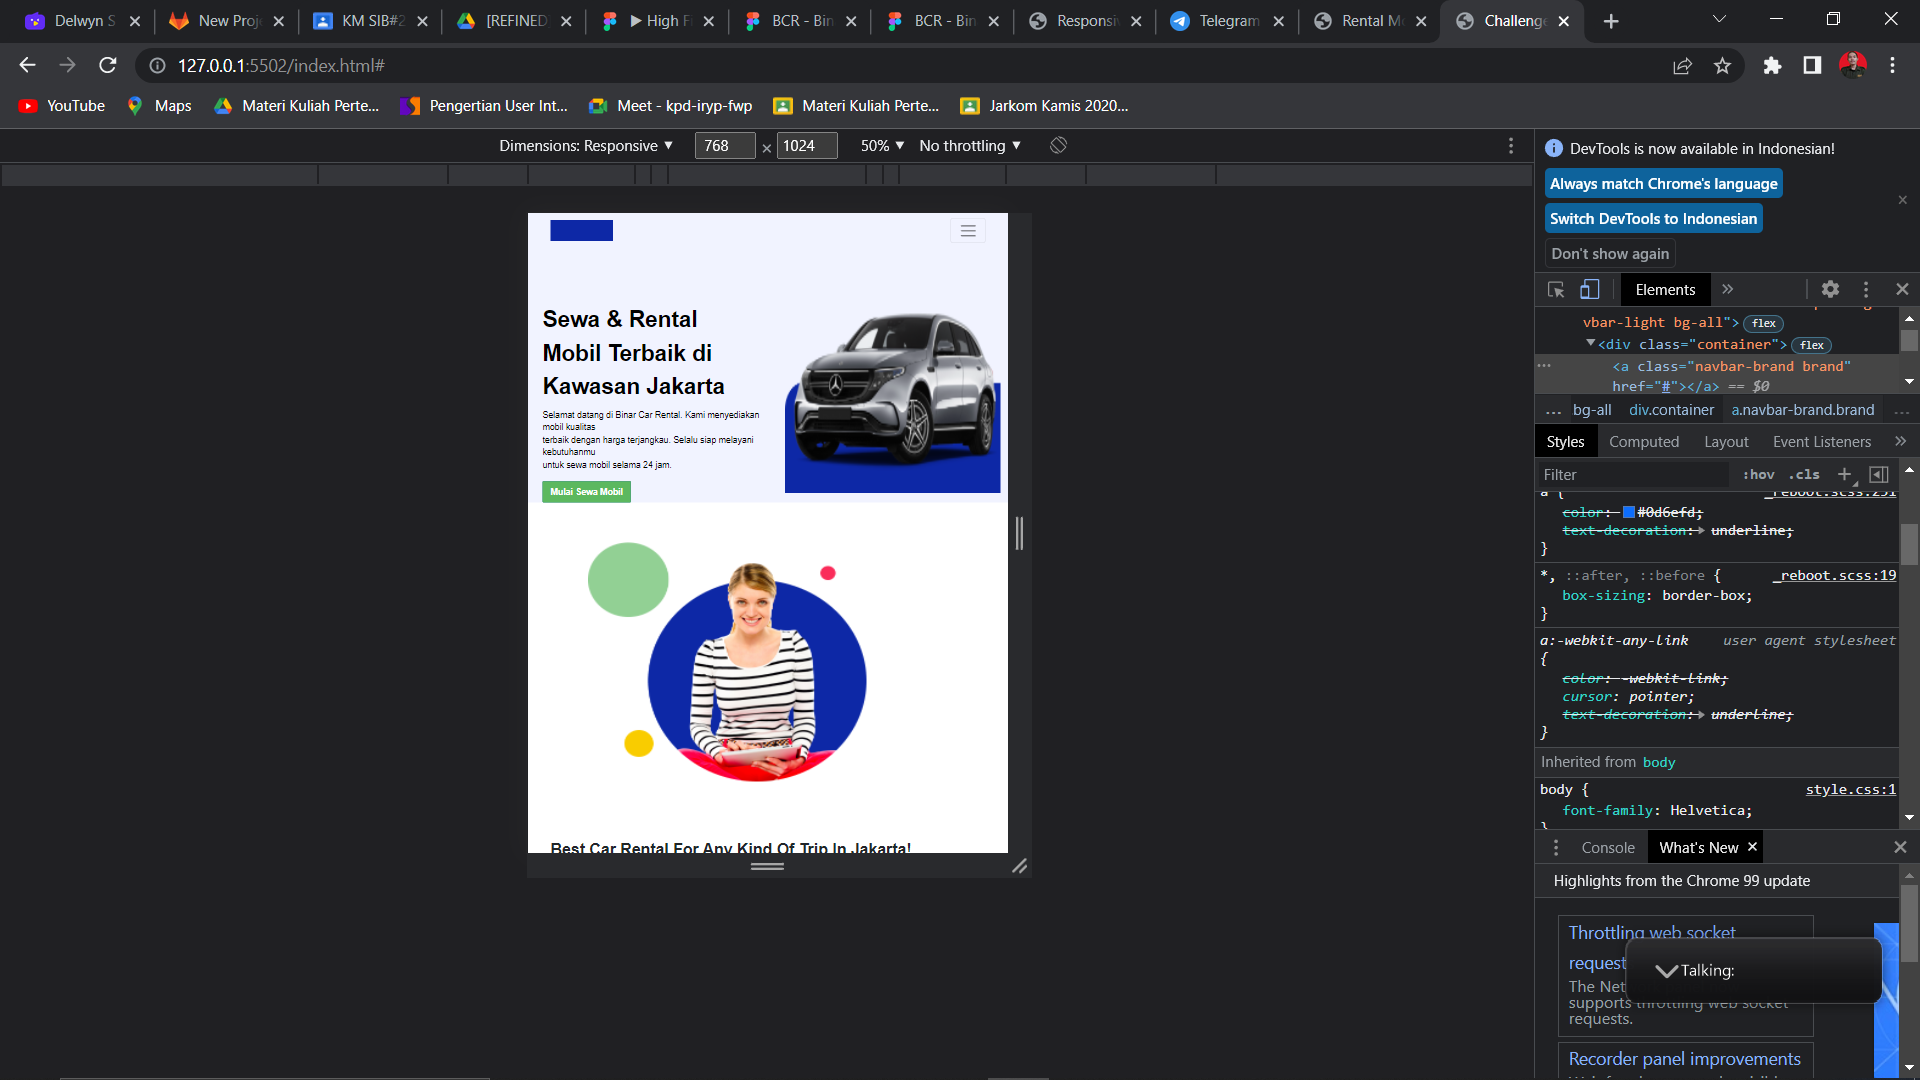 Delwyn S
New Proj
KM SIB#2
[REFINED
▶ High F
BCR - Bin
BCR - Bin
Responsiv
Telegram
Rental M
Challenge
127.0.0.1:5502/index.html#
YouTube
Maps
Materi Kuliah Perte...
Pengertian User Int...
Meet - kpd-iryp-fwp
Materi Kuliah Perte...
Jarkom Kamis 2020...
Dimensions: Responsive ▼ 768 × 1024 50% ▼ No throttling ▼
Sewa & Rental
Mobil Terbaik di
Kawasan Jakarta
Selamat datang di Binar Car Rental. Kami menyediakan
mobil kualitas
terbaik dengan harga terjangkau. Selalu siap melayani
kebutuhanmu
untuk sewa mobil selama 24 jam.
Mulai Sewa Mobil
Best Car Rental For Any Kind Of Trip In Jakarta!
DevTools is now available in Indonesian!
Always match Chrome's language
Switch DevTools to Indonesian
Don't show again
Elements
vbar-light bg-all"> flex
<div class="container"> flex
<a class="navbar-brand brand"
href="#"></a> == $0
... bg-all div.container a.navbar-brand.brand ...
Styles Computed Layout Event Listeners
Filter :hov .cls
a { _reboot.scss:251
color: #0d6efd;
text-decoration: underline;
}
*, ::after, ::before { _reboot.scss:19
box-sizing: border-box;
}
a:-webkit-any-link user agent stylesheet
{
color: -webkit-link;
cursor: pointer;
text-decoration: underline;
}
Inherited from body
body { style.css:1
font-family: Helvetica;
}
Console What's New
Highlights from the Chrome 99 update
Throttling web socket
request
The Net
supports throttling web socket
requests.
Talking:
Recorder panel improvements